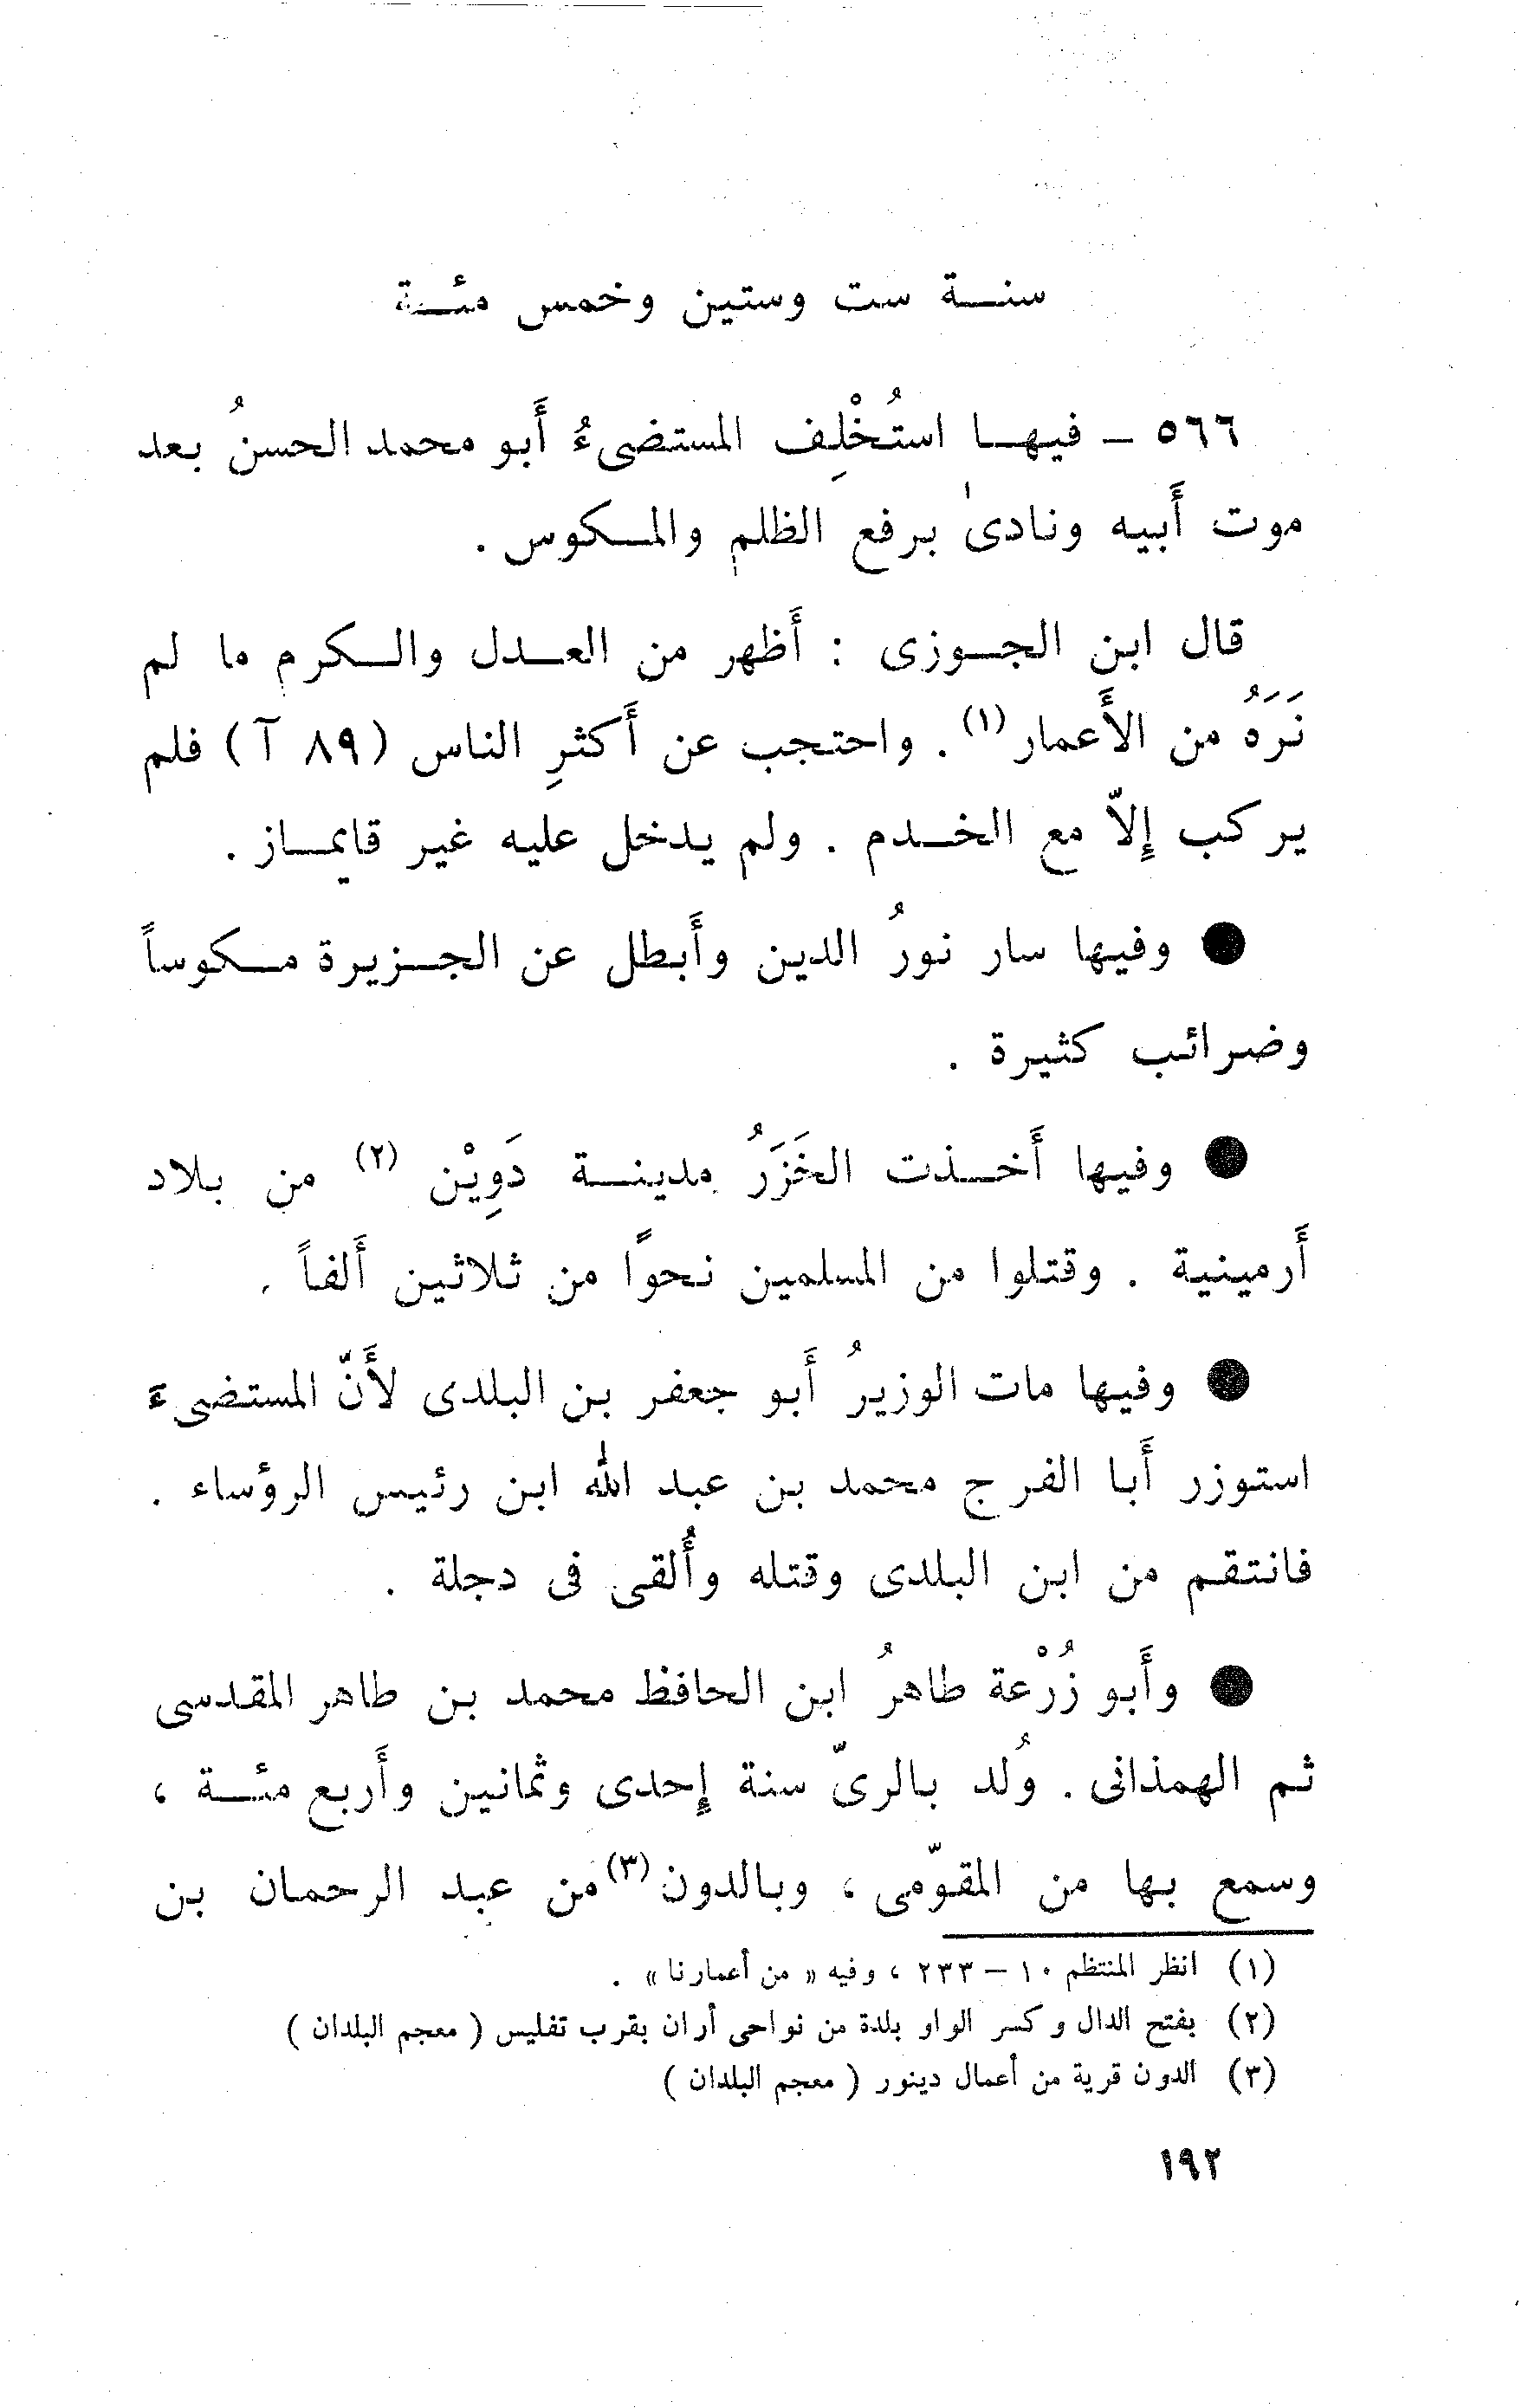 سنة ست وستين وخمس مئة
٥٦٦ – فيها استُخْلِف المستضىءُ أَبو محمد الحسنُ بعد
موت أَبيه ونادىٰ برفع الظلم والمكوس .
قال ابن الجوزى : أَظهر من العدل والكرم ما لم
نَرَهُ من الأَعمار (١) . واحتجب عن أَكثرِ الناس ( ٨٩ آ ) فلم
يركب إِلاّ مع الخدم . ولم يدخل عليه غير قايماز .
● وفيها سار نورُ الدين وأَبطل عن الجزيرة مكوساً
وضرائب كثيرة .
● وفيها أَخذت الخَزَرُ مدينة دَوِيْن (٢) من بلاد
أَرمينية . وقتلوا من المسلمين نحوًا من ثلاثين أَلفاً .
● وفيها مات الوزيرُ أَبو جعفر بن البلدى لأَنّ المستضىءَ
استوزر أَبا الفرج محمد بن عبد الله ابن رئيس الرؤساء .
فانتقم من ابن البلدى وقتله وأُلقى فى دجلة .
● وأَبو زُرْعة طاهرُ ابن الحافظ محمد بن طاهر المقدسى
ثم الهمذانى . وُلد بالرىّ سنة إِحدى وثمانين وأَربع مئة ،
وسمع بها من المقوّمى ، وبالدون (٣) من عبد الرحمان بن
(١) انظر المنتظم ١٠ – ٢٣٣ ، وفيه « من أعمارنا » .
(٢) بفتح الدال وكسر الواو بلدة من نواحى أران بقرب تفليس ( معجم البلدان )
(٣) الدون قرية من أعمال دينور ( معجم البلدان )
١٩٢